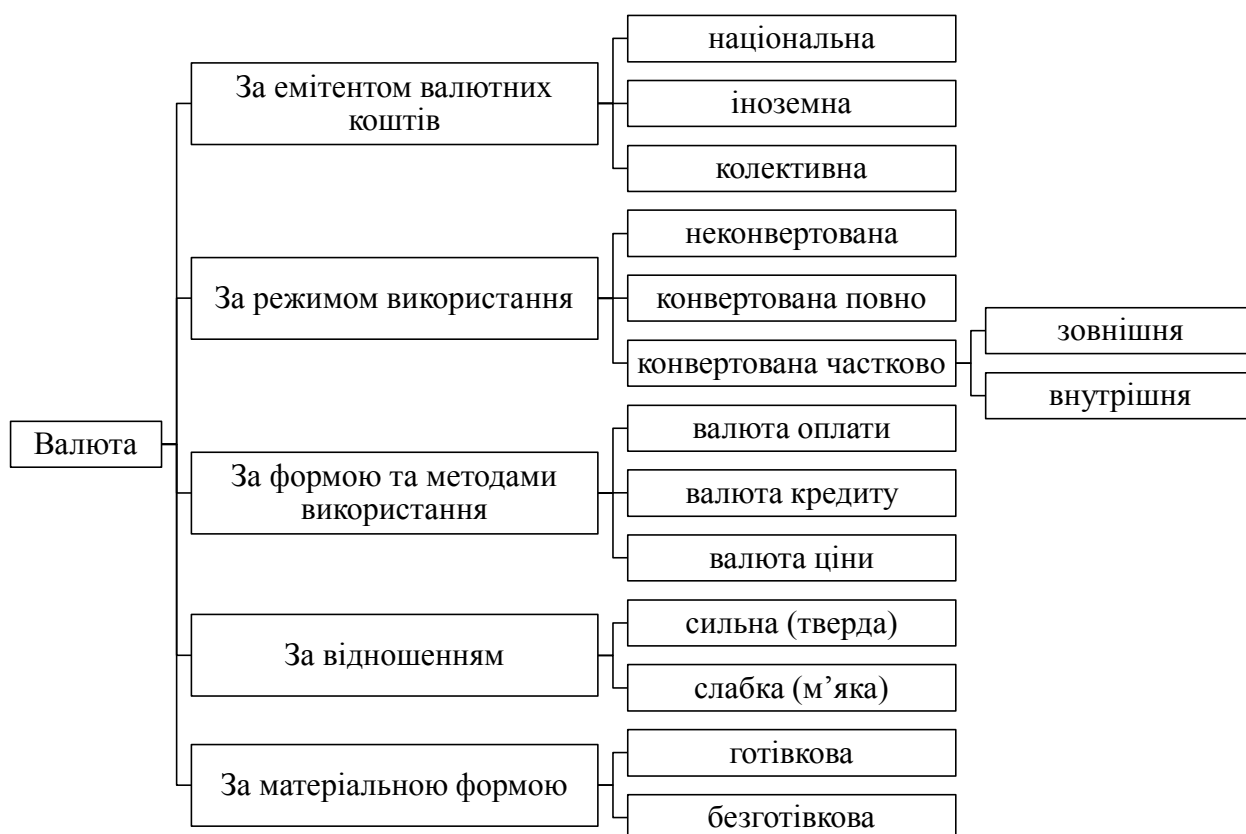 Валюта
За емітентом валютних
коштів
національна
іноземна
колективна
За режимом використання
неконвертована
конвертована повно
конвертована частково
зовнішня
внутрішня
За формою та методами
використання
валюта оплати
валюта кредиту
валюта ціни
За відношенням
сильна (тверда)
слабка (м’яка)
За матеріальною формою
готівкова
безготівкова